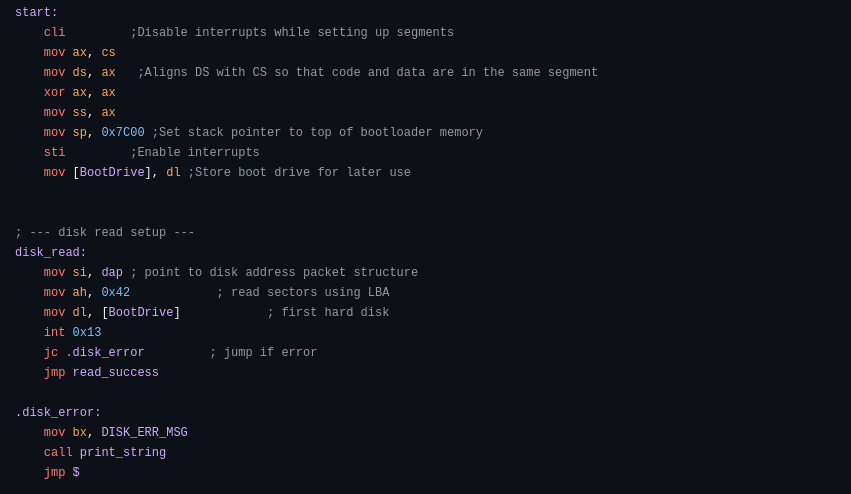 start:
    cli         ;Disable interrupts while setting up segments
    mov ax, cs
    mov ds, ax   ;Aligns DS with CS so that code and data are in the same segment
    xor ax, ax
    mov ss, ax
    mov sp, 0x7C00 ;Set stack pointer to top of bootloader memory
    sti         ;Enable interrupts
    mov [BootDrive], dl ;Store boot drive for later use
; --- disk read setup ---
disk_read:
    mov si, dap ; point to disk address packet structure
    mov ah, 0x42            ; read sectors using LBA
    mov dl, [BootDrive]            ; first hard disk
    int 0x13
    jc .disk_error         ; jump if error
    jmp read_success
.disk_error:
    mov bx, DISK_ERR_MSG
    call print_string
    jmp $